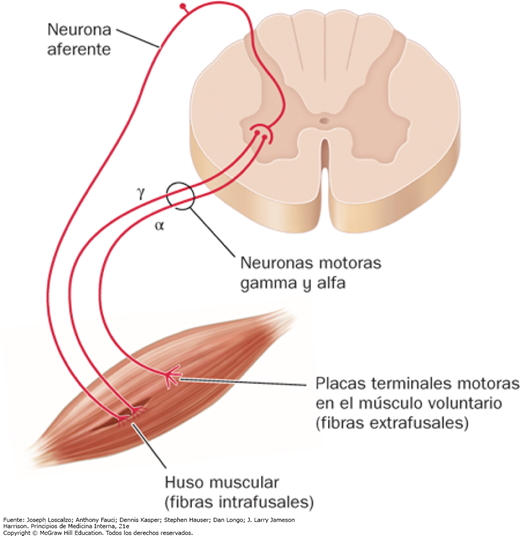 Neurona
aferente
γ
α
Neuronas motoras
gamma y alfa
Placas terminales motoras
en el músculo voluntario
(fibras extrafusales)
Huso muscular
(fibras intrafusales)
Fuente: Joseph Loscalzo; Anthony Fauci; Dennis Kasper; Stephen Hauser; Dan Longo; J. Larry Jameson
Harrison. Principios de Medicina Interna, 21e
Copyright © McGraw Hill Education. Todos los derechos reservados.